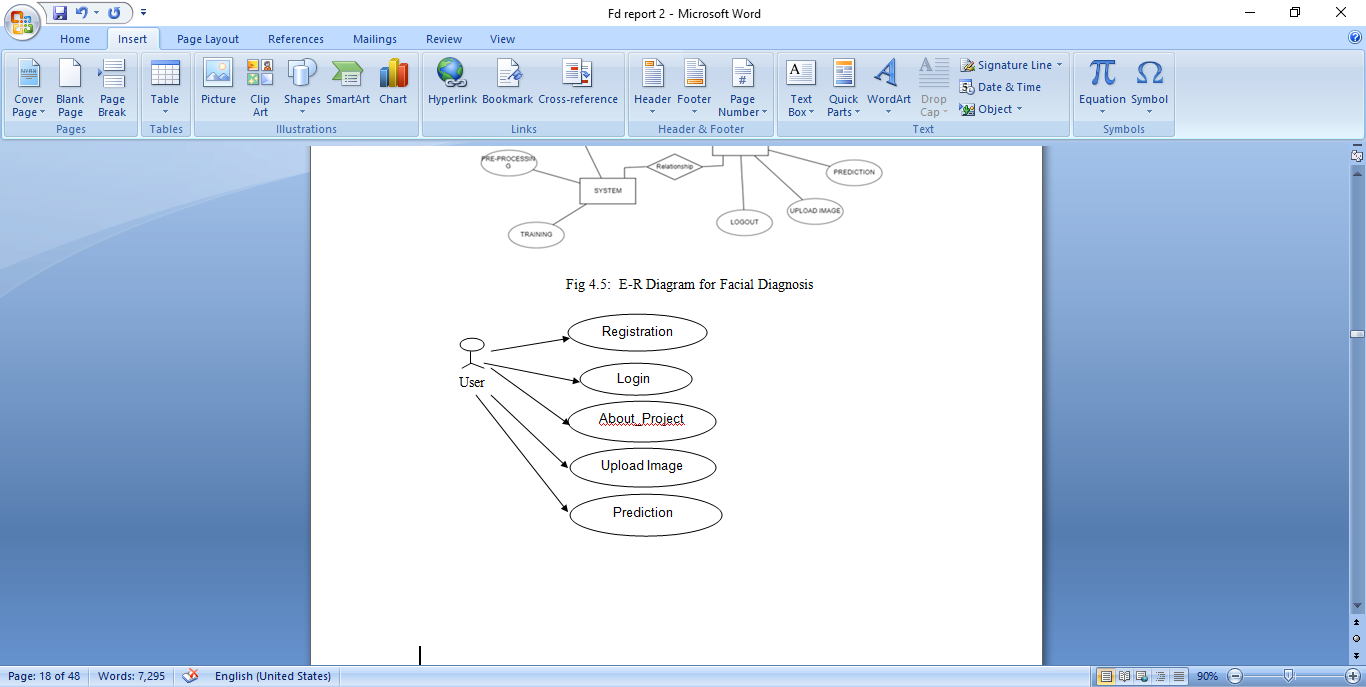 Fd report 2 - Microsoft Word
Home Insert Page Layout References Mailings Review View
Cover Page
Blank Page
Page Break
Table
Picture
Clip Art
Shapes
SmartArt
Chart
Hyperlink
Bookmark
Cross-reference
Header
Footer
Page Number
Text Box
Quick Parts
WordArt
Drop Cap
Signature Line
Date & Time
Object
Equation
Symbol
Pages Tables Illustrations Links Header & Footer Text Symbols
PRE-PROCESSIN
G
Relationship
PREDICTION
SYSTEM
UPLOAD IMAGE
LOGOUT
TRAINING
Fig 4.5: E-R Diagram for Facial Diagnosis
Registration
User
Login
About_Project
Upload Image
Prediction
Page: 18 of 48 Words: 7,295 English (United States) 90%